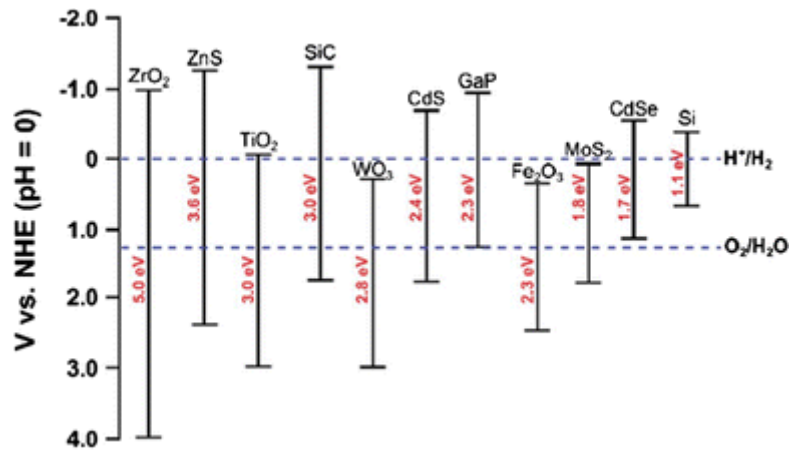 V vs. NHE (pH = 0)
-2.0
-1.0
0
1.0
2.0
3.0
4.0
ZrO₂
5.0 eV
ZnS
3.6 eV
TiO₂
3.0 eV
SiC
3.0 eV
WO₃
2.8 eV
CdS
2.4 eV
GaP
2.3 eV
Fe₂O₃
2.3 eV
MoS₂
1.8 eV
CdSe
1.7 eV
Si
1.1 eV
H⁺/H₂
O₂/H₂O